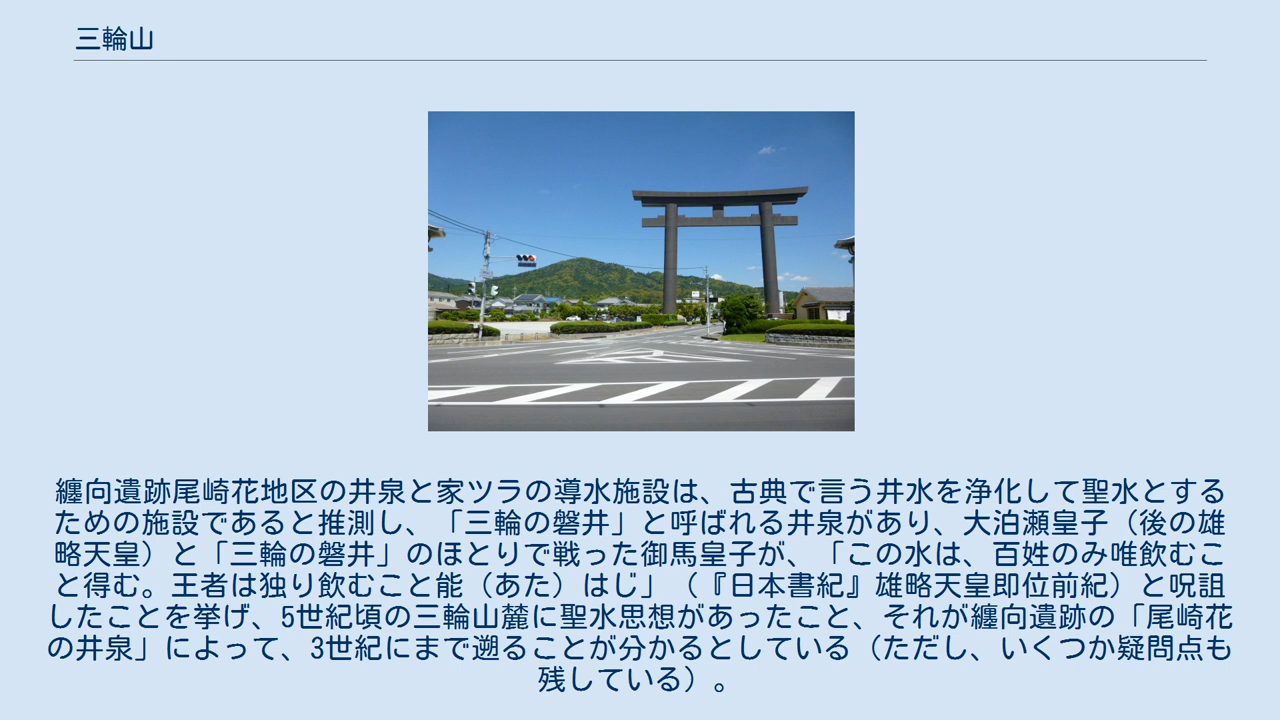 三輪山
纏向遺跡尾崎花地区の井泉と家ツラの導水施設は、古典で言う井水を浄化して聖水とする
ための施設であると推測し、「三輪の磐井」と呼ばれる井泉があり、大泊瀬皇子（後の雄
略天皇）と「三輪の磐井」のほとりで戦った御馬皇子が、「この水は、百姓のみ唯飲むこ
と得む。王者は独り飲むこと能（あた）はじ」（『日本書紀』雄略天皇即位前紀）と呪詛
したことを挙げ、5世紀頃の三輪山麓に聖水思想があったこと、それが纏向遺跡の「尾崎花
の井泉」によって、3世紀にまで遡ることが分かるとしている（ただし、いくつか疑問点も
残している）。